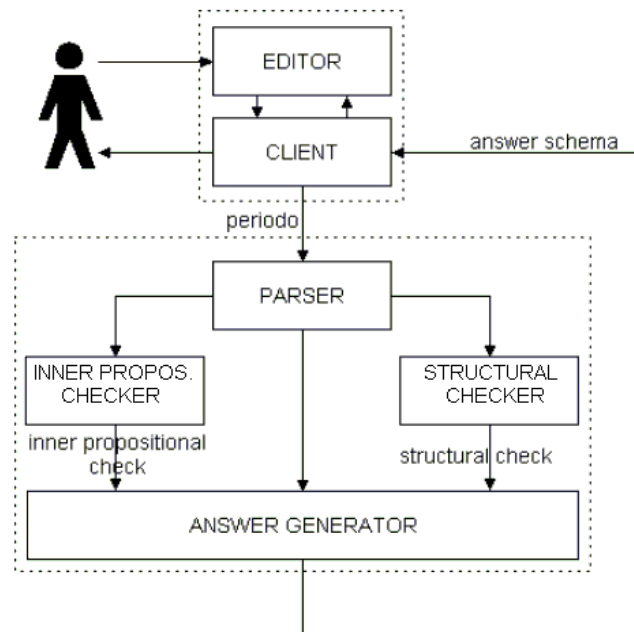 EDITOR
CLIENT
answer schema
periodo
PARSER
INNER PROPOS.
CHECKER
STRUCTURAL
CHECKER
inner propositional
check
structural check
ANSWER GENERATOR